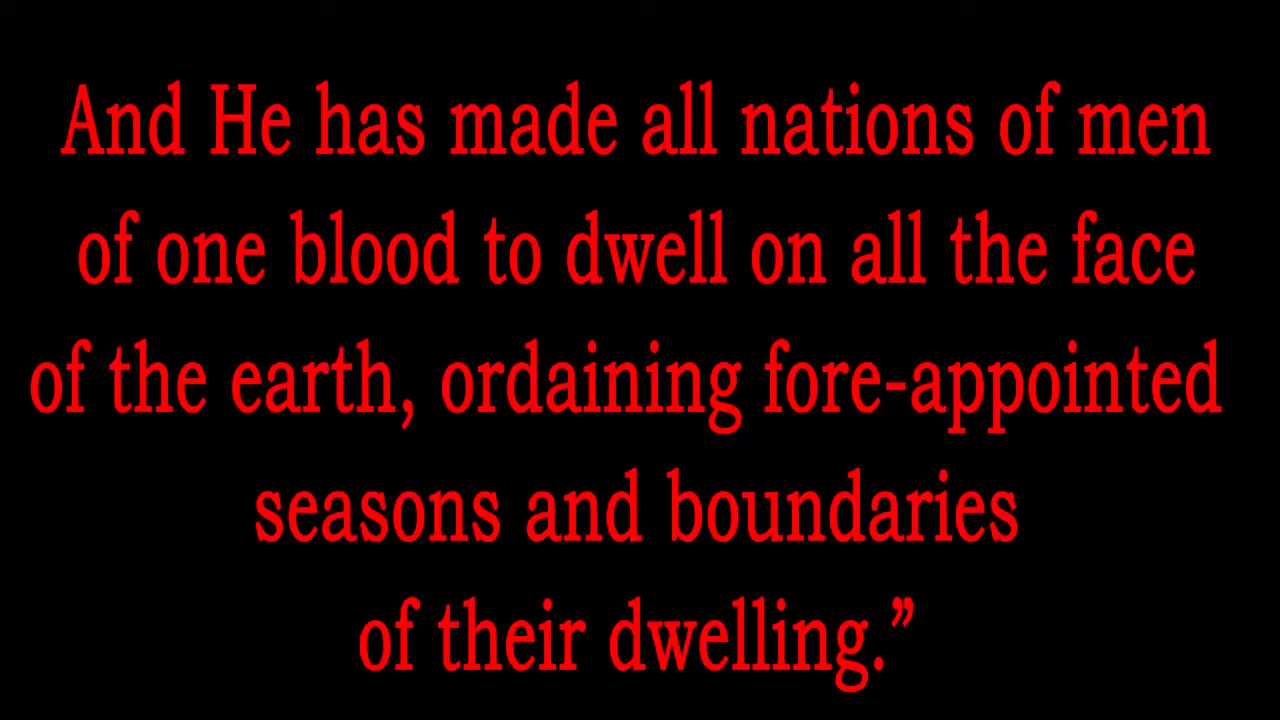 And He has made all nations of men
of one blood to dwell on all the face
of the earth, ordaining fore-appointed
seasons and boundaries
of their dwelling.”